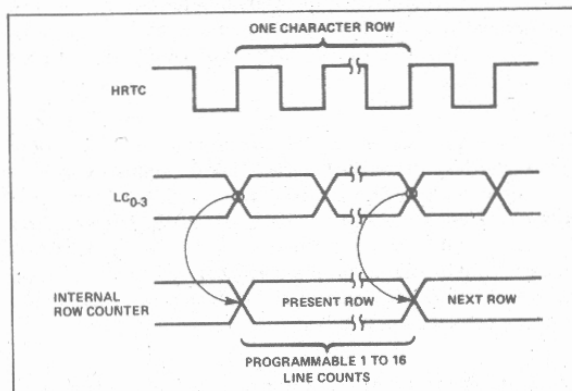 ONE CHARACTER ROW
HRTC
LC0-3
INTERNAL
ROW COUNTER
PRESENT ROW
NEXT ROW
PROGRAMMABLE 1 TO 16
LINE COUNTS